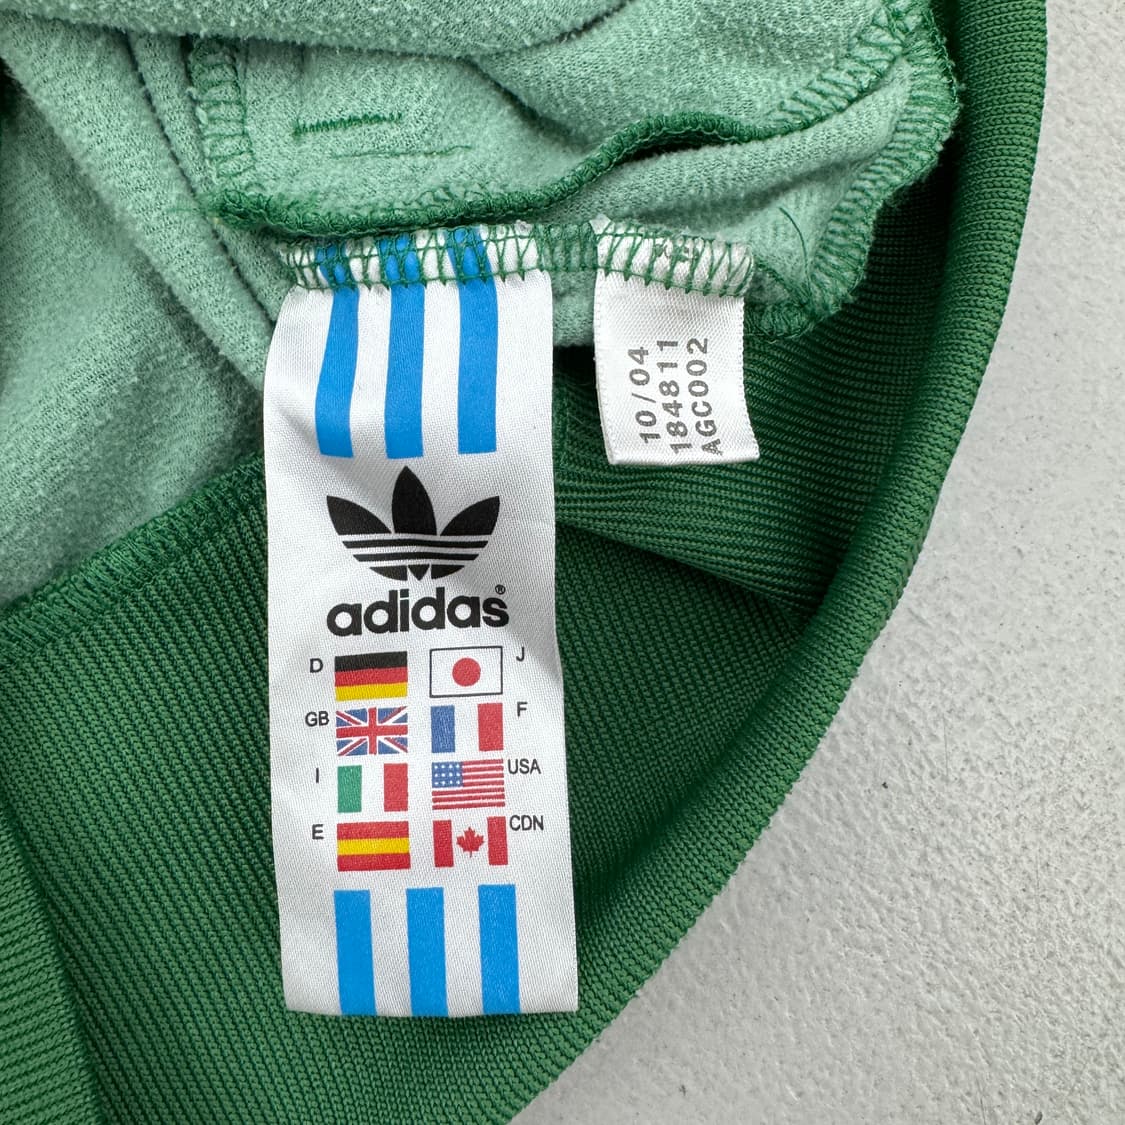 10/04
184811
AGC002
adidas®
D
J
GB
F
I
USA
E
CDN